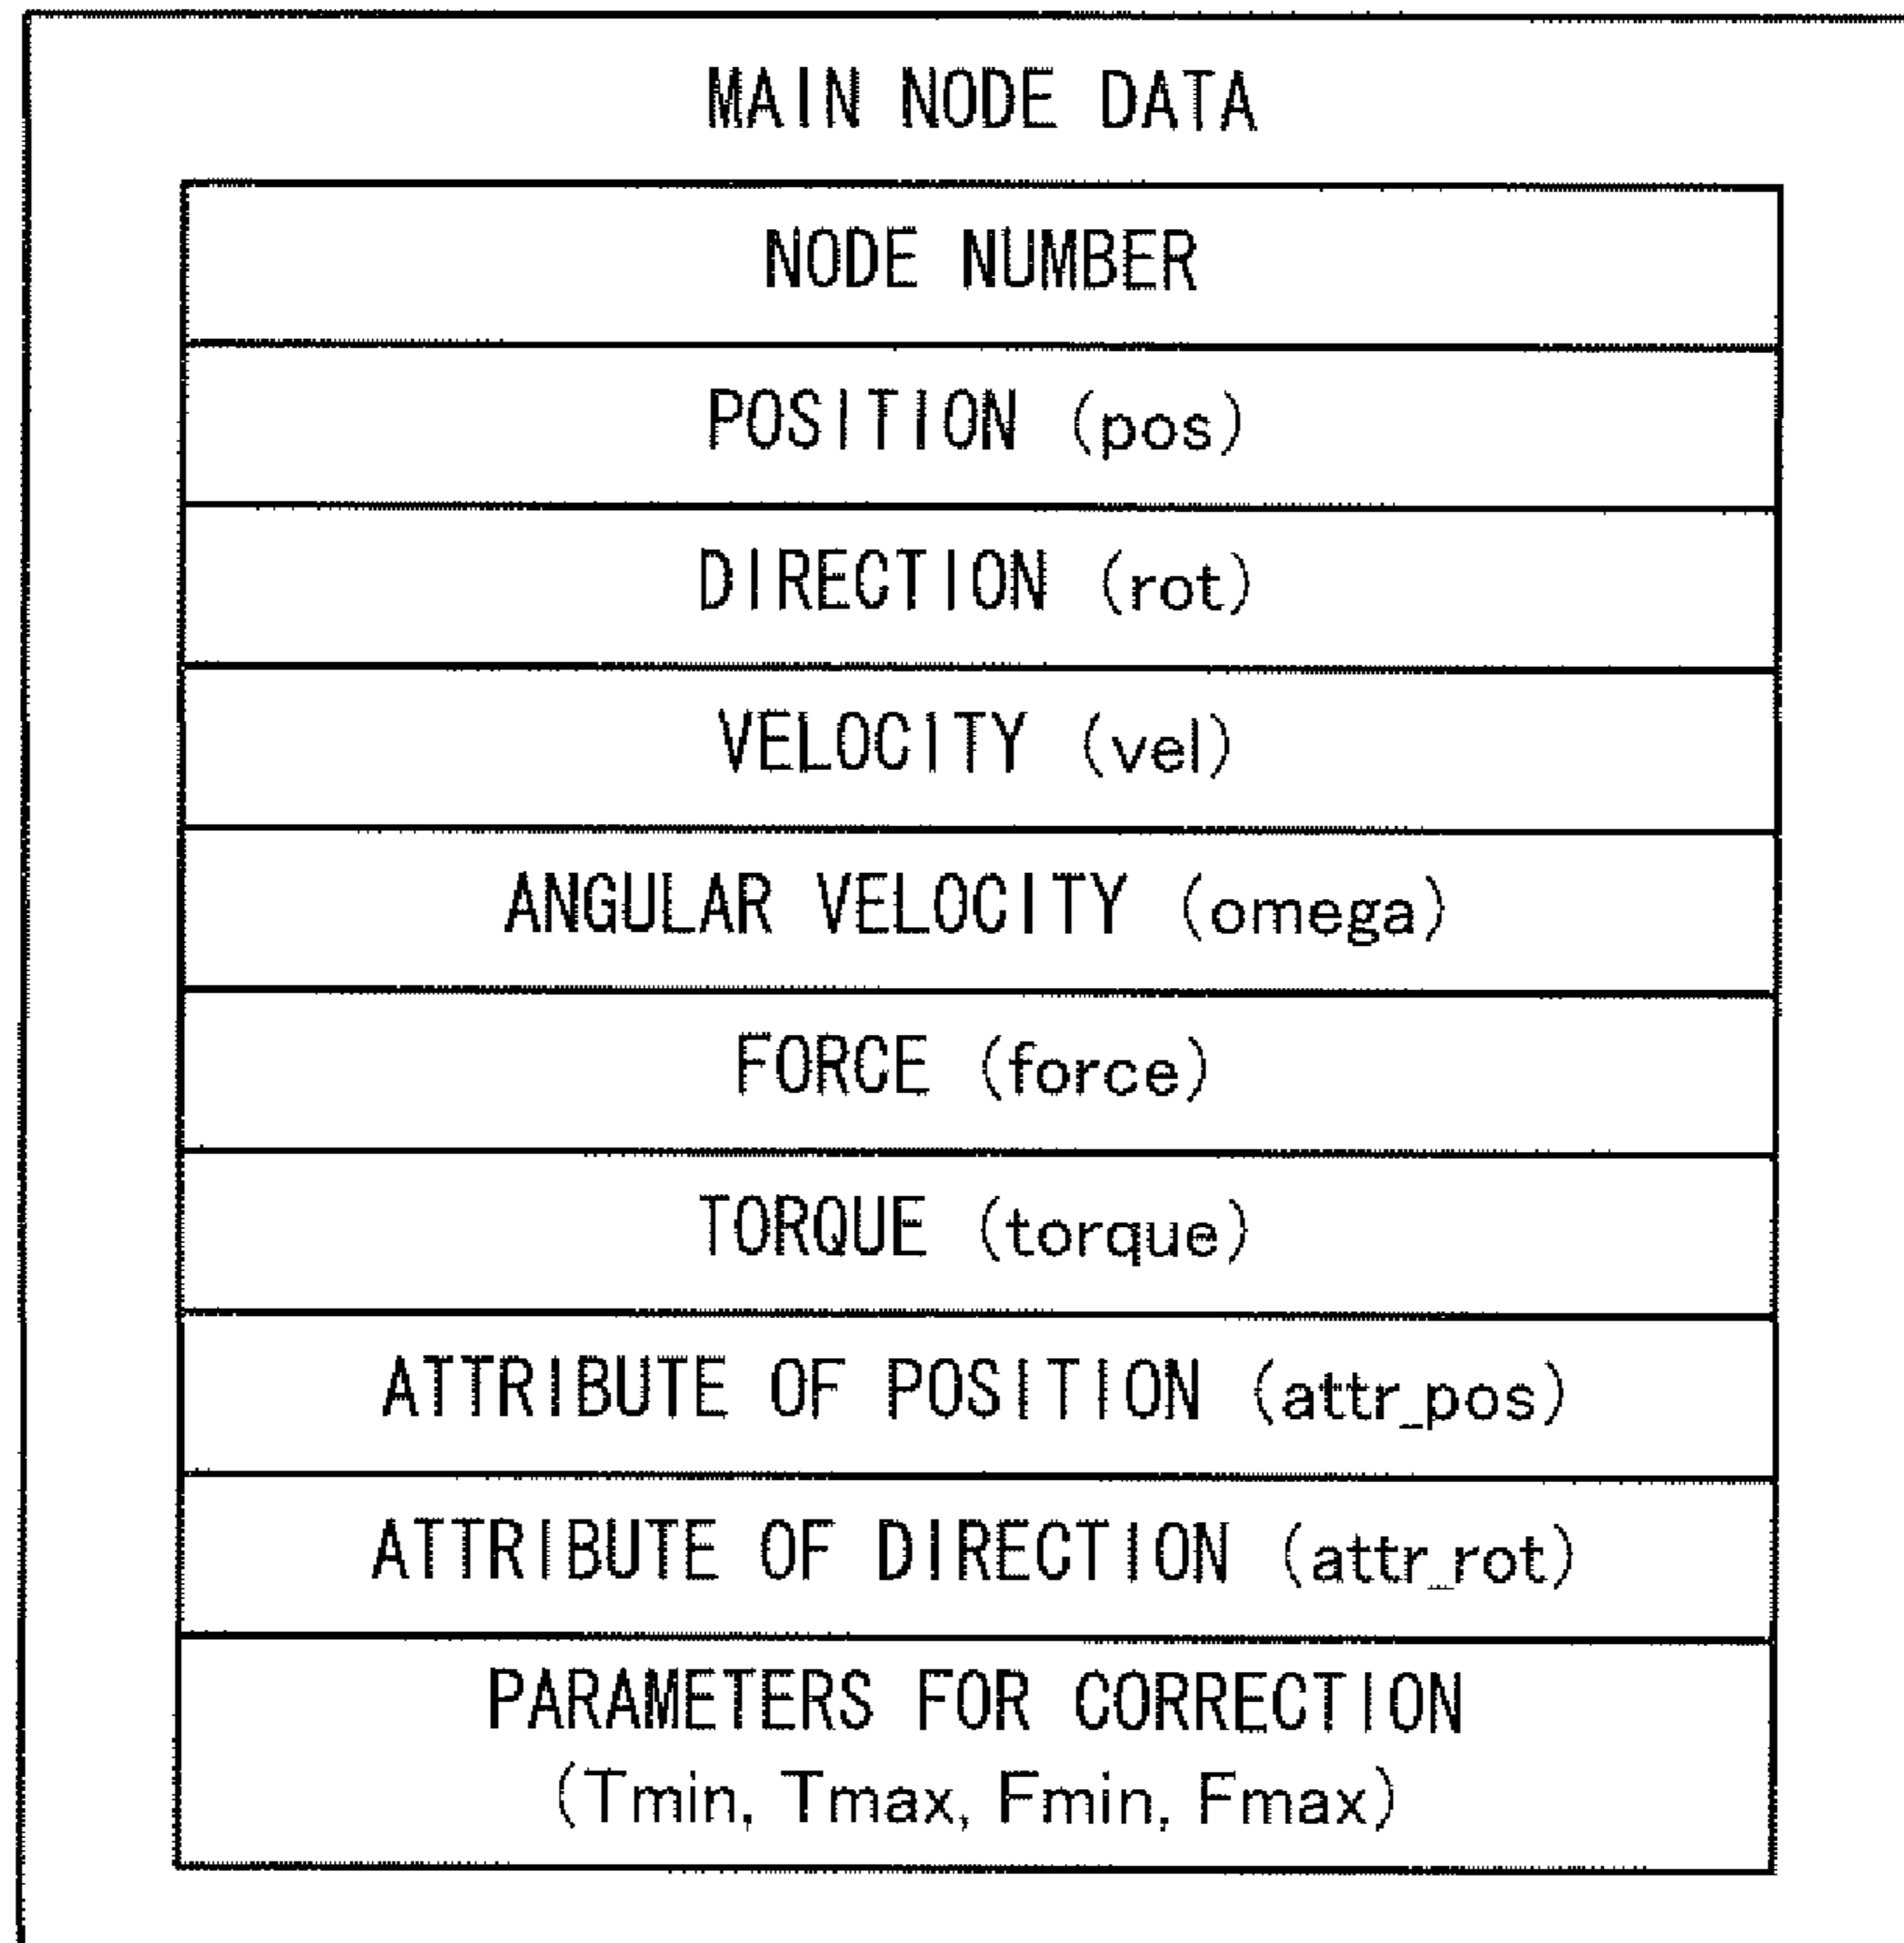 MAIN NODE DATA
NODE NUMBER
POSITION (pos)
DIRECTION (rot)
VELOCITY (vel)
ANGULAR VELOCITY (omega)
FORCE (force)
TORQUE (torque)
ATTRIBUTE OF POSITION (attr_pos)
ATTRIBUTE OF DIRECTION (attr_rot)
PARAMETERS FOR CORRECTION
(Tmin, Tmax, Fmin, Fmax)